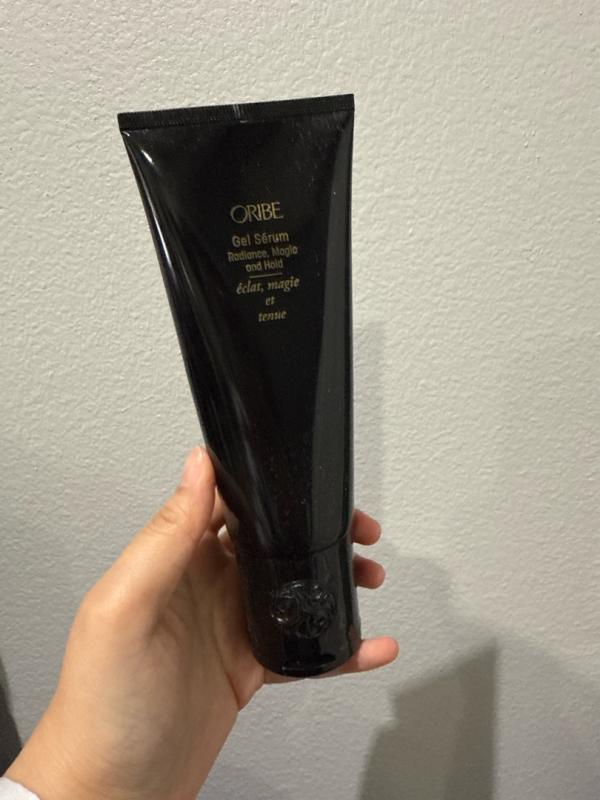 ORIBE
Gel Sérum
Radiance, Magic
and Hold
éclat, magie
et
tenue